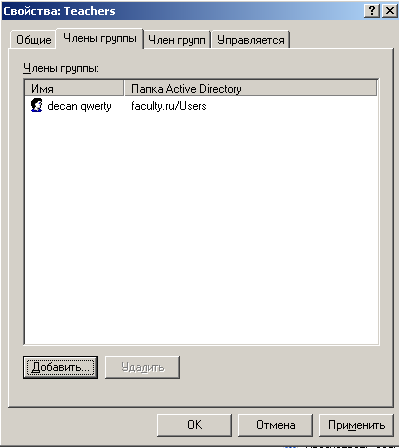 Свойства: Teachers
Общие Члены группы Член групп Управляется
Члены группы:
Имя Папка Active Directory
decan qwerty faculty.ru/Users
Добавить... Удалить
OK Отмена Применить